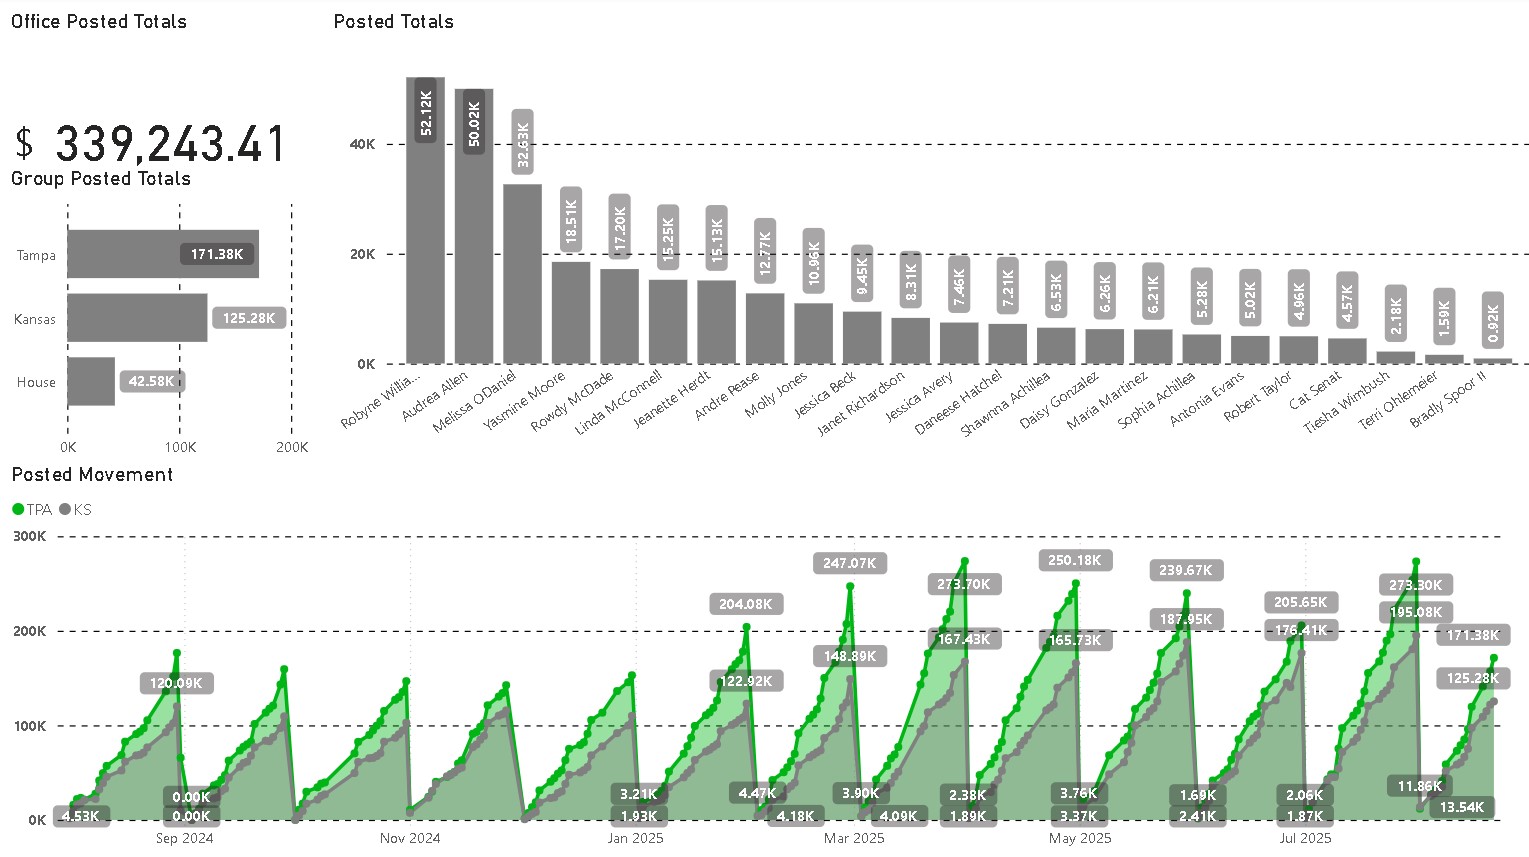 Office Posted Totals
Posted Totals
$ 339,243.41
Group Posted Totals
Tampa
171.38K
Kansas
125.28K
House
42.58K
0K
100K
200K
40K
20K
0K
52.12K
50.02K
32.63K
18.51K
17.20K
15.25K
15.13K
12.77K
10.96K
9.45K
8.31K
7.46K
7.21K
6.53K
6.26K
6.21K
5.28K
5.02K
4.96K
4.57K
2.18K
1.59K
0.92K
Robyne Willia...
Audrea Allen
Melissa ODaniel
Yasmine Moore
Rowdy McDade
Linda McConnell
Jeanette Herdt
Andre Pease
Molly Jones
Jessica Beck
Janet Richardson
Jessica Avery
Daneese Hatchel
Shawnna Achillea
Daisy Gonzalez
Maria Martinez
Sophia Achillea
Antonia Evans
Robert Taylor
Cat Senat
Tiesha Wimbush
Terri Ohlemeier
Bradly Spoor II
Posted Movement
TPA KS
300K
200K
100K
0K
247.07K
273.70K
250.18K
239.67K
205.65K
273.30K
204.08K
195.08K
187.95K
176.41K
171.38K
167.43K
165.73K
148.89K
122.92K
120.09K
125.28K
4.53K
0.00K
0.00K
3.21K
1.93K
4.47K
4.18K
3.90K
4.09K
2.38K
1.89K
3.76K
3.37K
1.69K
2.41K
2.06K
1.87K
11.86K
13.54K
Sep 2024
Nov 2024
Jan 2025
Mar 2025
May 2025
Jul 2025